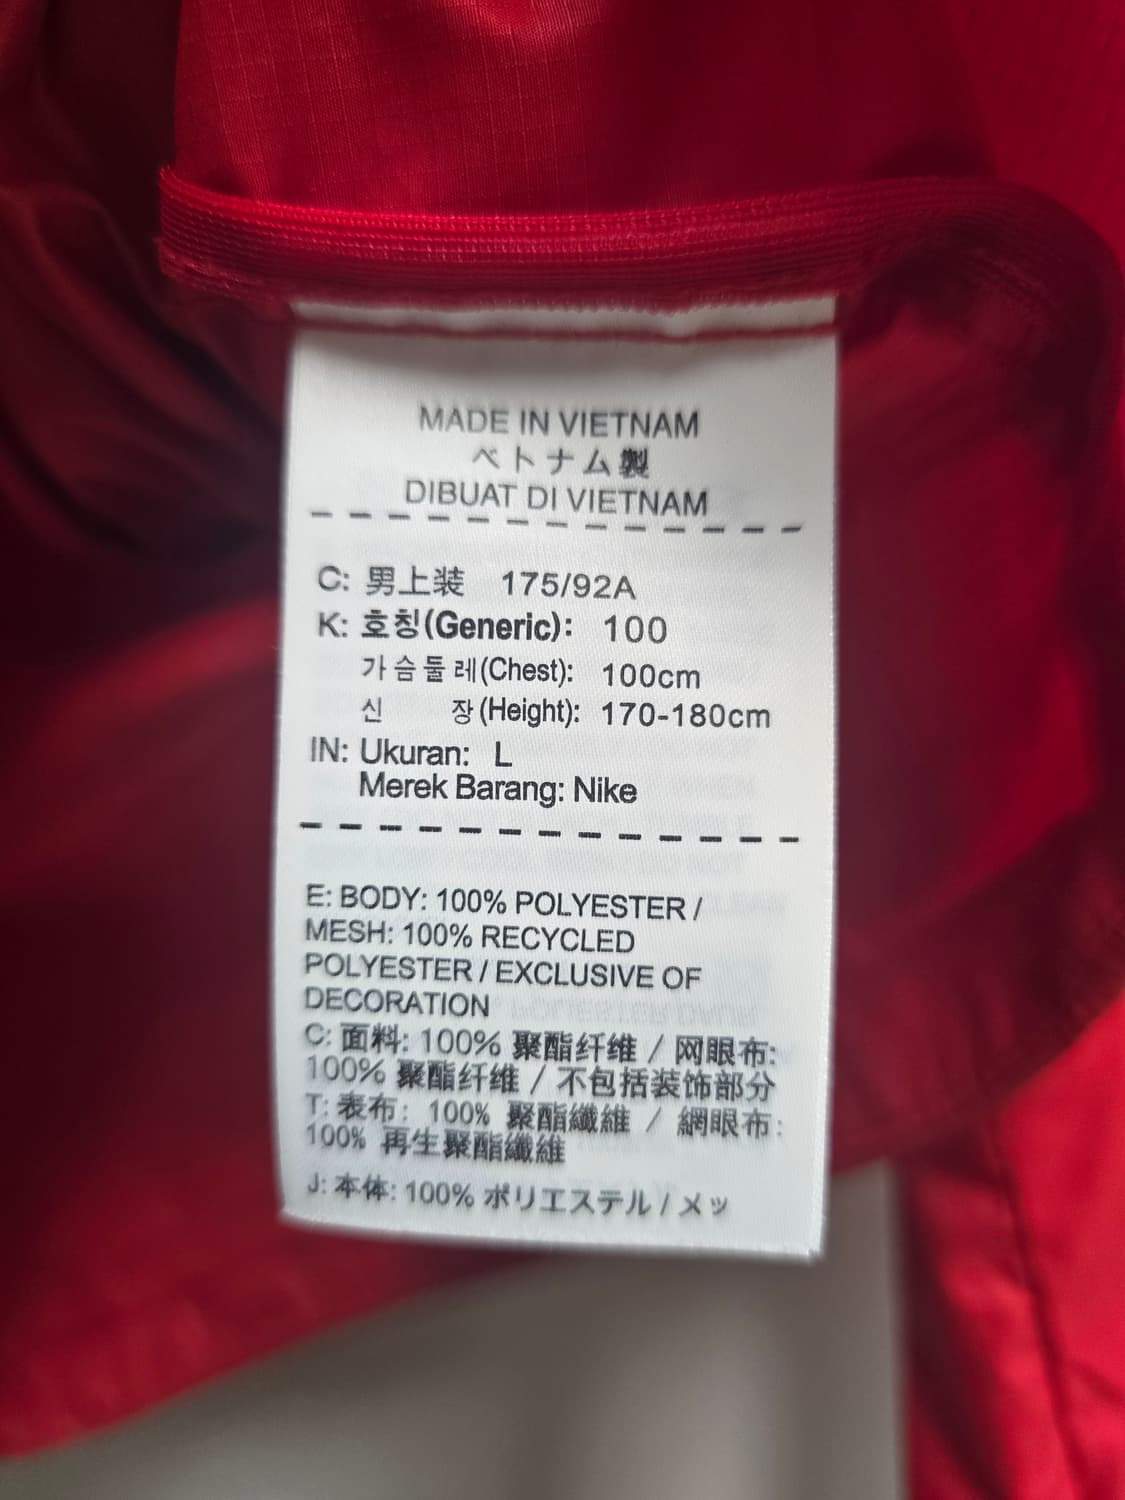 MADE IN VIETNAM
ベトナム製
DIBUAT DI VIETNAM
C: 男上装 175/92A
K: 호칭(Generic): 100
가슴둘레(Chest): 100cm
신 장(Height): 170-180cm
IN: Ukuran: L
Merek Barang: Nike
E: BODY: 100% POLYESTER /
MESH: 100% RECYCLED
POLYESTER / EXCLUSIVE OF
DECORATION
C: 面料: 100% 聚酯纤维 / 网眼布:
100% 聚酯纤维 / 不包括装饰部分
T: 表布: 100% 聚酯纖維 / 網眼布:
100% 再生聚酯纖維
J: 本体: 100% ポリエステル / メッ